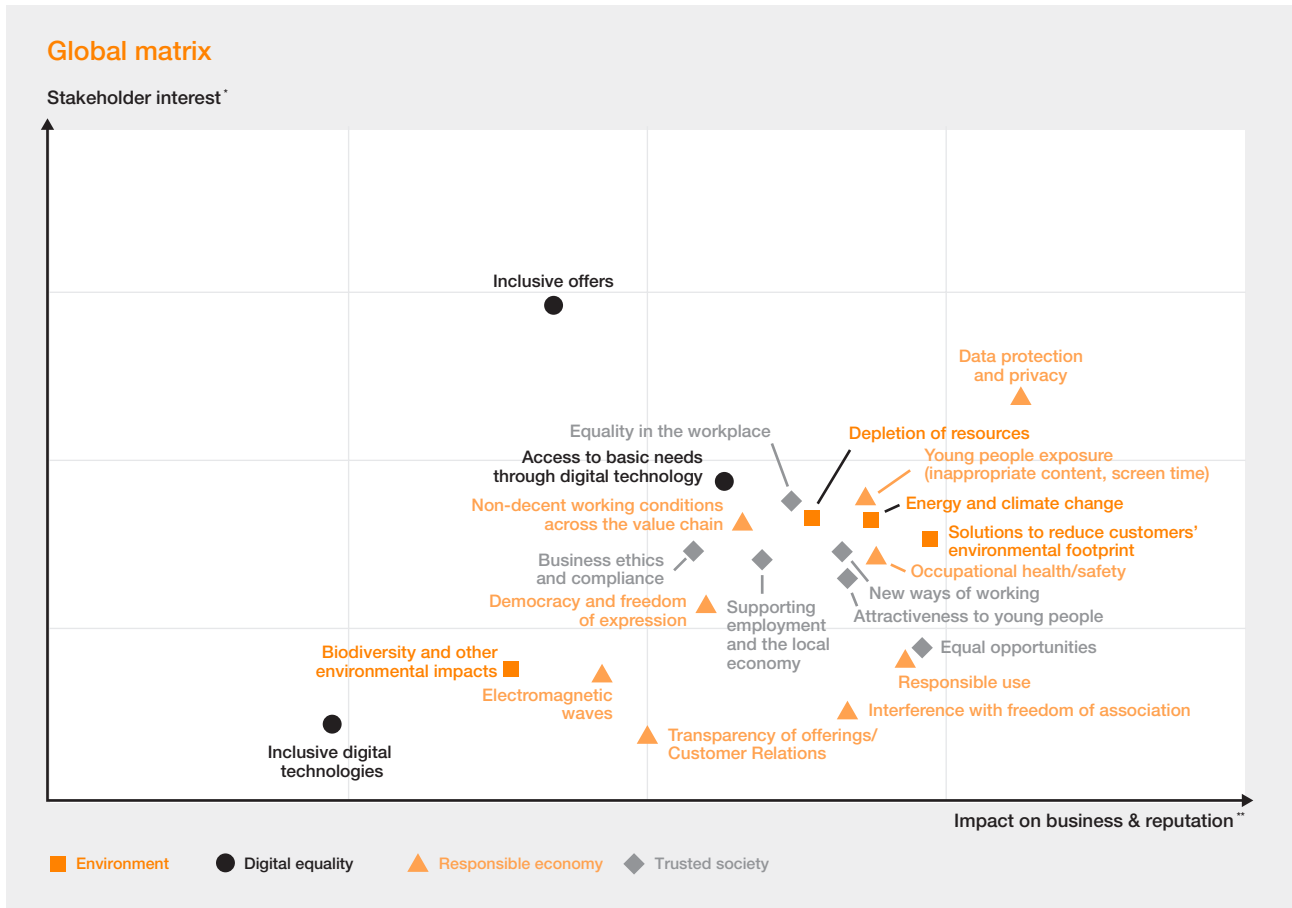 Global matrix
Stakeholder interest*
Inclusive offers
Data protection
and privacy
Equality in the workplace
Depletion of resources
Access to basic needs
through digital technology
Young people exposure
(inappropriate content, screen time)
Non-decent working conditions
across the value chain
Energy and climate change
Solutions to reduce customers’
environmental footprint
Business ethics
and compliance
Occupational health/safety
New ways of working
Democracy and freedom
of expression
Supporting
employment
and the local
economy
Attractiveness to young people
Biodiversity and other
environmental impacts
Equal opportunities
Electromagnetic
waves
Responsible use
Interference with freedom of association
Transparency of offerings/
Customer Relations
Inclusive digital
technologies
Impact on business & reputation**
Environment
Digital equality
Responsible economy
Trusted society